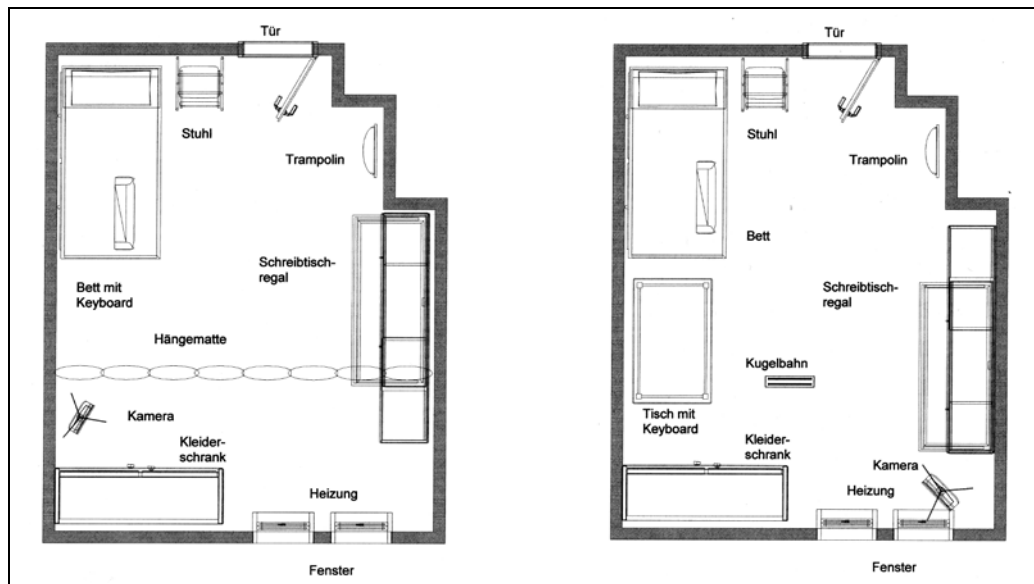 Tür
Stuhl
Trampolin
Schreibtisch-
regal
Bett mit
Keyboard
Hängematte
Kamera
Kleider-
schrank
Heizung
Fenster
Tür
Stuhl
Trampolin
Bett
Schreibtisch-
regal
Kugelbahn
Tisch mit
Keyboard
Kleider-
schrank
Kamera
Heizung
Fenster